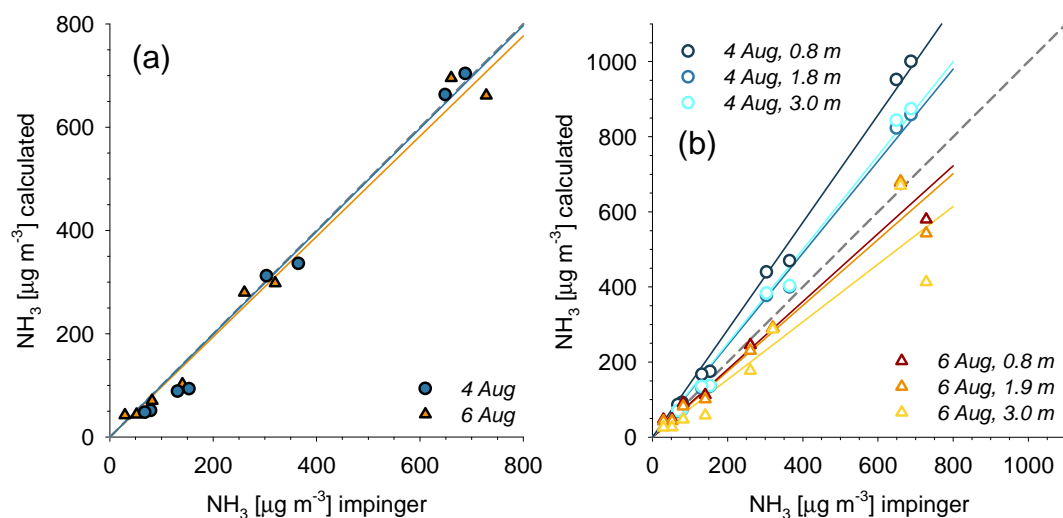 (a)
NH3 [µg m-3] calculated
800
600
400
200
0
0 200 400 600 800
NH3 [µg m-3] impinger
4 Aug
6 Aug
(b)
NH3 [µg m-3] calculated
1000
800
600
400
200
0
0 200 400 600 800 1000
NH3 [µg m-3] impinger
4 Aug, 0.8 m
4 Aug, 1.8 m
4 Aug, 3.0 m
6 Aug, 0.8 m
6 Aug, 1.9 m
6 Aug, 3.0 m